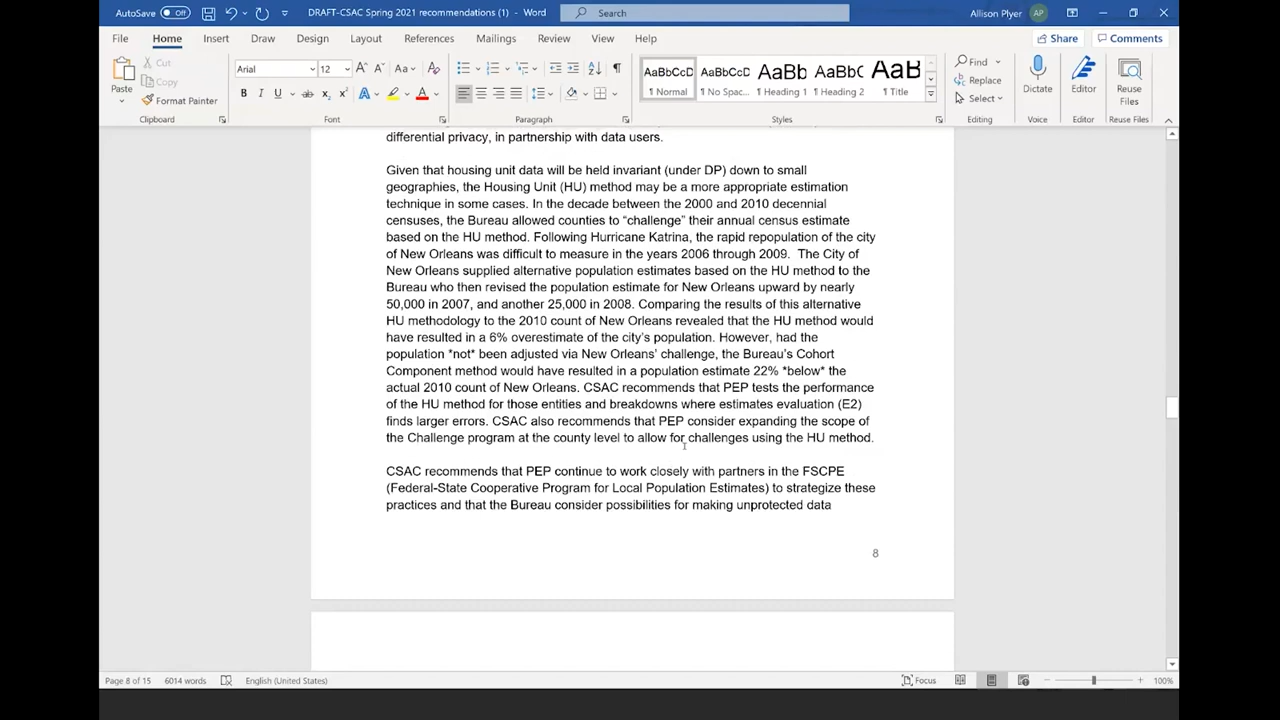 AutoSave Off DRAFT-CSAC Spring 2021 recommendations (1) - Word Search Allison Plyer AP
File Home Insert Draw Design Layout References Mailings Review View Help Share Comments
Paste Cut Copy Format Painter
Arial 12
AaBbCcD AaBbCcD AaBb AaBbC AaB
Normal No Spac... Heading 1 Heading 2 Title
Find Replace Select
Dictate Editor Reuse Files
Clipboard Font Paragraph Styles Editing Voice Editor Reuse Files
differential privacy, in partnership with data users.
Given that housing unit data will be held invariant (under DP) down to small
geographies, the Housing Unit (HU) method may be a more appropriate estimation
technique in some cases. In the decade between the 2000 and 2010 decennial
censuses, the Bureau allowed counties to “challenge” their annual census estimate
based on the HU method. Following Hurricane Katrina, the rapid repopulation of the city
of New Orleans was difficult to measure in the years 2006 through 2009. The City of
New Orleans supplied alternative population estimates based on the HU method to the
Bureau who then revised the population estimate for New Orleans upward by nearly
50,000 in 2007, and another 25,000 in 2008. Comparing the results of this alternative
HU methodology to the 2010 count of New Orleans revealed that the HU method would
have resulted in a 6% overestimate of the city’s population. However, had the
population *not* been adjusted via New Orleans’ challenge, the Bureau’s Cohort
Component method would have resulted in a population estimate 22% *below* the
actual 2010 count of New Orleans. CSAC recommends that PEP tests the performance
of the HU method for those entities and breakdowns where estimates evaluation (E2)
finds larger errors. CSAC also recommends that PEP consider expanding the scope of
the Challenge program at the county level to allow for challenges using the HU method.
CSAC recommends that PEP continue to work closely with partners in the FSCPE
(Federal-State Cooperative Program for Local Population Estimates) to strategize these
practices and that the Bureau consider possibilities for making unprotected data
8
Page 8 of 15 6014 words English (United States) Focus 100%